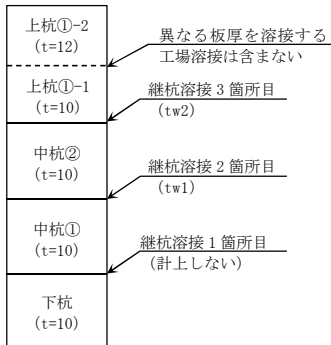 上杭①-2
(t=12)
異なる板厚を溶接する
工場溶接は含まない
上杭①-1
(t=10)
継杭溶接 3 箇所目
(tw2)
中杭②
(t=10)
継杭溶接 2 箇所目
(tw1)
中杭①
(t=10)
継杭溶接 1 箇所目
(計上しない)
下杭
(t=10)